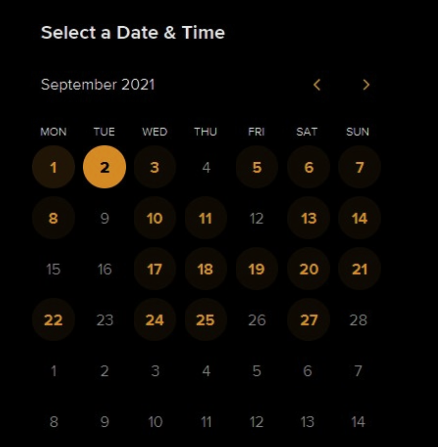 Select a Date & Time
September 2021
MON TUE WED THU FRI SAT SUN
1 2 3 4 5 6 7
8 9 10 11 12 13 14
15 16 17 18 19 20 21
22 23 24 25 26 27 28
1 2 3 4 5 6 7
8 9 10 11 12 13 14